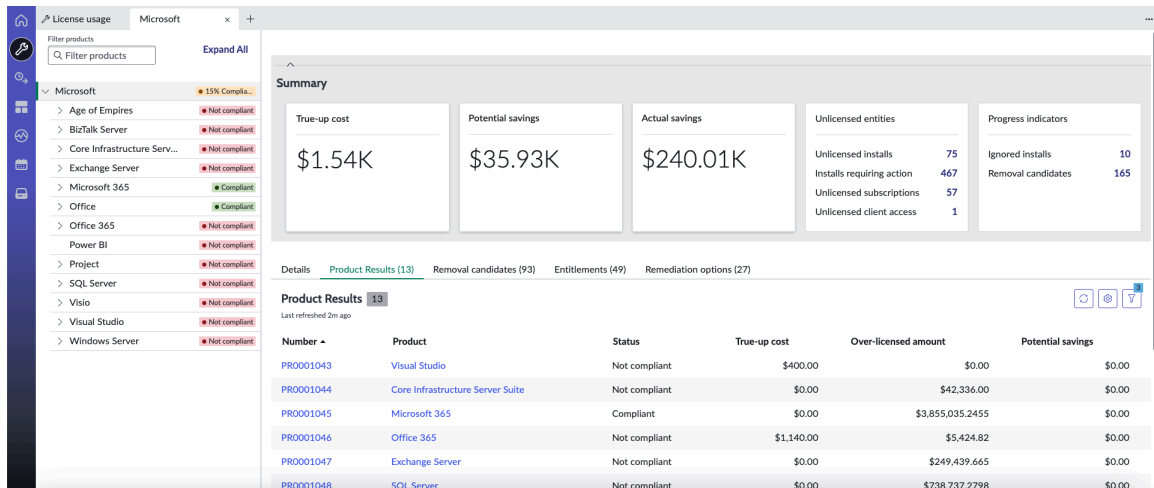 License usage
Microsoft
Filter products
Filter products
Expand All
Microsoft 15% Complia...
Age of Empires Not compliant
BizTalk Server Not compliant
Core Infrastructure Serv... Not compliant
Exchange Server Not compliant
Microsoft 365 Compliant
Office Compliant
Office 365 Not compliant
Power BI Not compliant
Project Not compliant
SQL Server Not compliant
Visio Not compliant
Visual Studio Not compliant
Windows Server Not compliant
Summary
True-up cost
$1.54K
Potential savings
$35.93K
Actual savings
$240.01K
Unlicensed entities
Unlicensed installs 75
Installs requiring action 467
Unlicensed subscriptions 57
Unlicensed client access 1
Progress indicators
Ignored installs 10
Removal candidates 165
Details Product Results (13) Removal candidates (93) Entitlements (49) Remediation options (27)
Product Results 13
3
Last refreshed 2m ago
Number Product Status True-up cost Over-licensed amount Potential savings
PR0001043 Visual Studio Not compliant $400.00 $0.00 $0.00
PR0001044 Core Infrastructure Server Suite Not compliant $0.00 $42,336.00 $0.00
PR0001045 Microsoft 365 Compliant $0.00 $3,855,035.2455 $0.00
PR0001046 Office 365 Not compliant $1,140.00 $5,424.82 $0.00
PR0001047 Exchange Server Not compliant $0.00 $249,439.665 $0.00
PR0001048 SQL Server Not compliant $0.00 $738,737.2798 $0.00